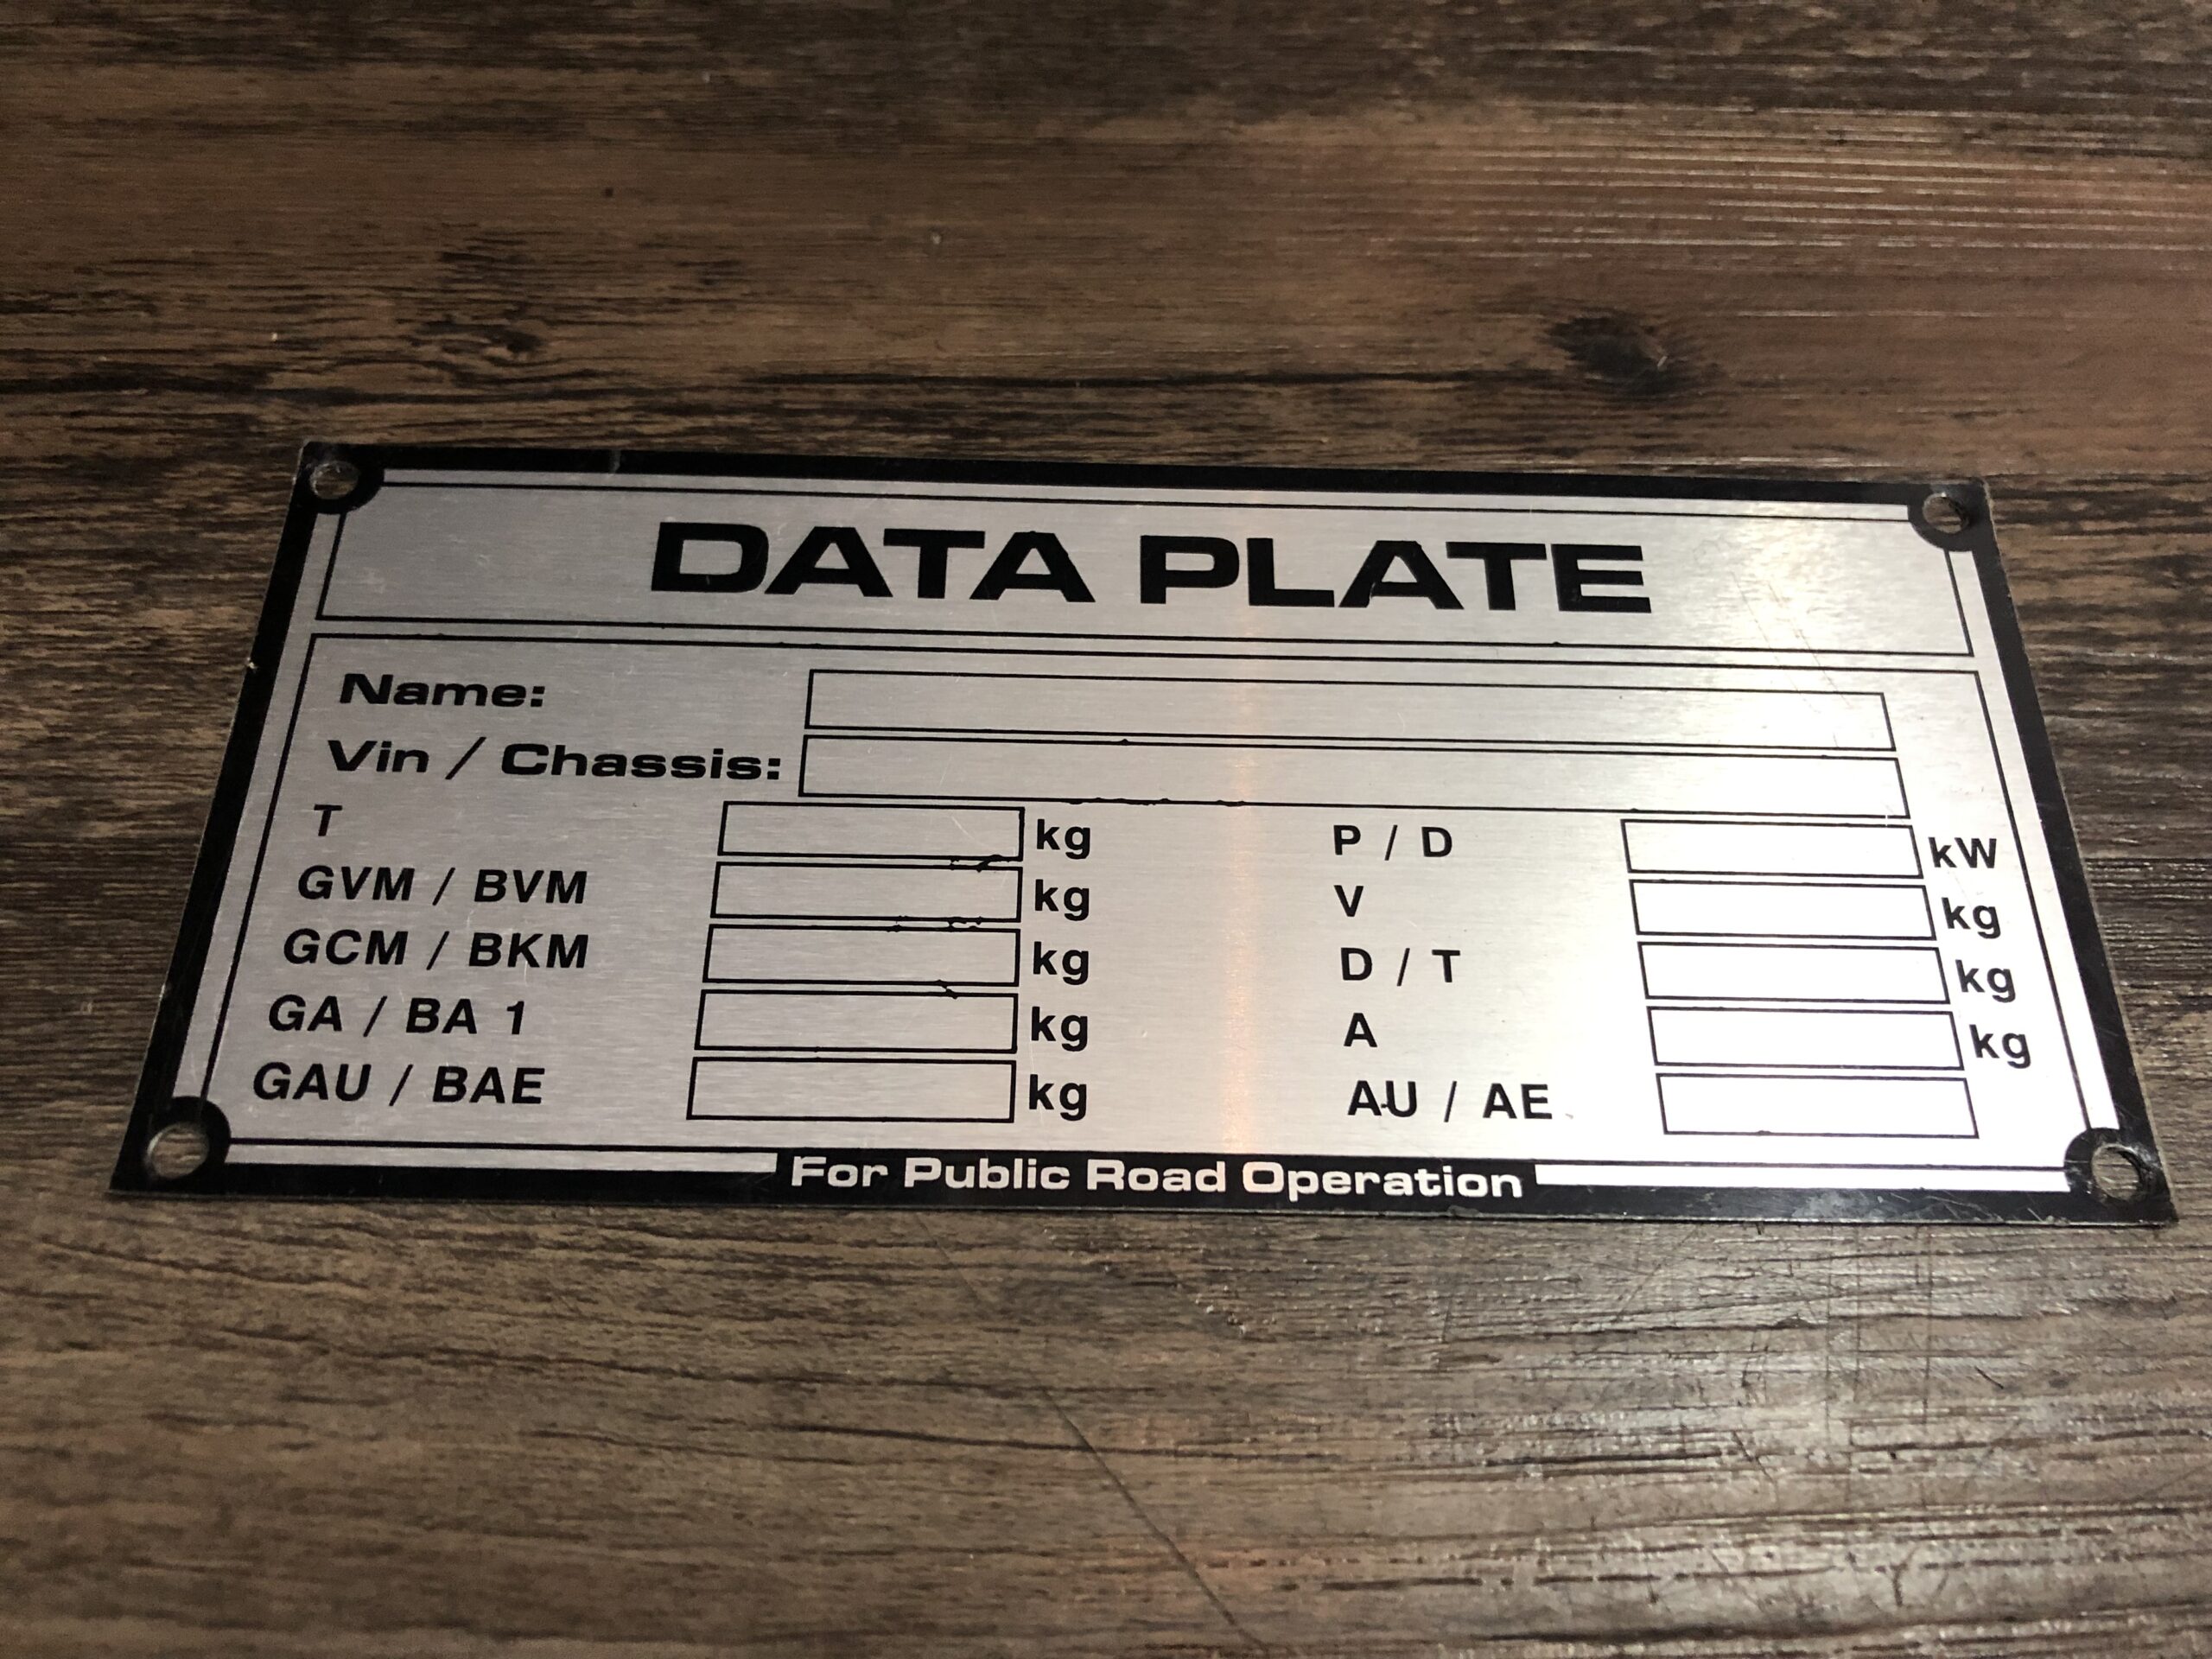 DATA PLATE
Name:
Vin / Chassis:
T kg P / D kW
GVM / BVM kg V kg
GCM / BKM kg D / T kg
GA / BA 1 kg A kg
GAU / BAE kg AU / AE
For Public Road Operation